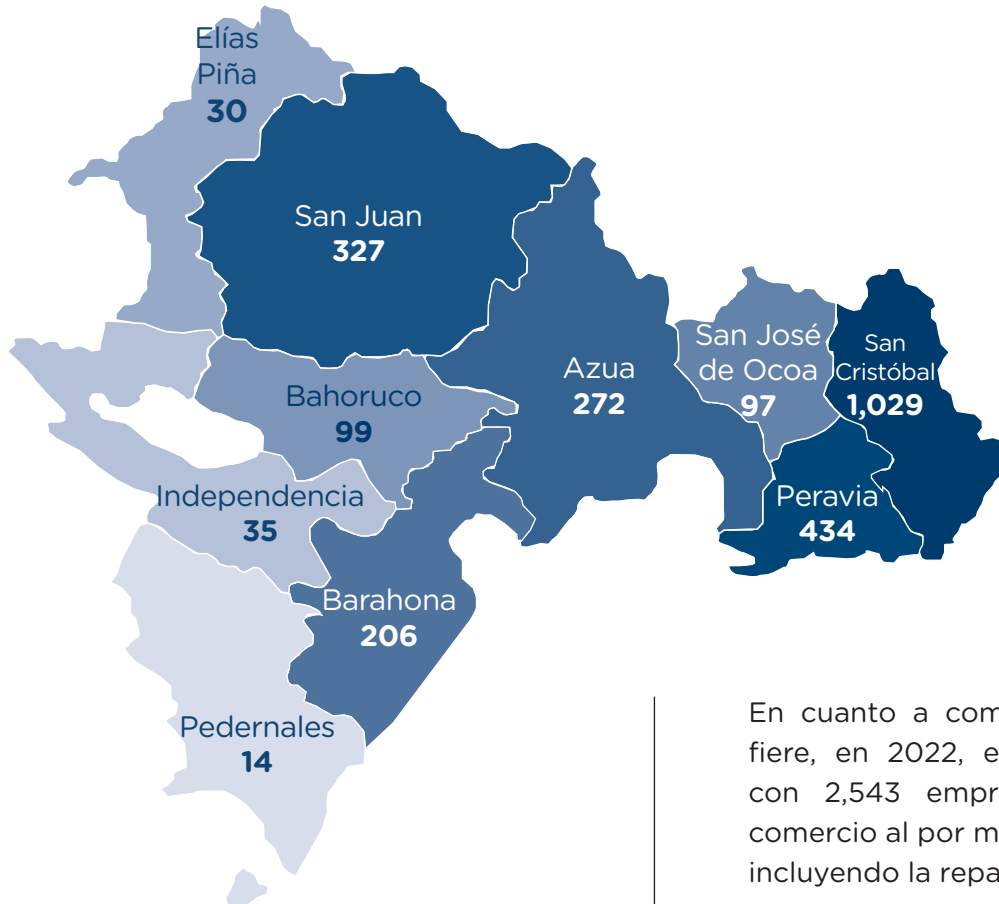 Elías
Piña
30
San Juan
327
Bahoruco
99
Azua
272
San José
de Ocoa
97
San
Cristóbal
1,029
Independencia
35
Peravia
434
Barahona
206
Pedernales
14
En cuanto a com
fiere, en 2022, e
con 2,543 empr
comercio al por m
incluyendo la repa